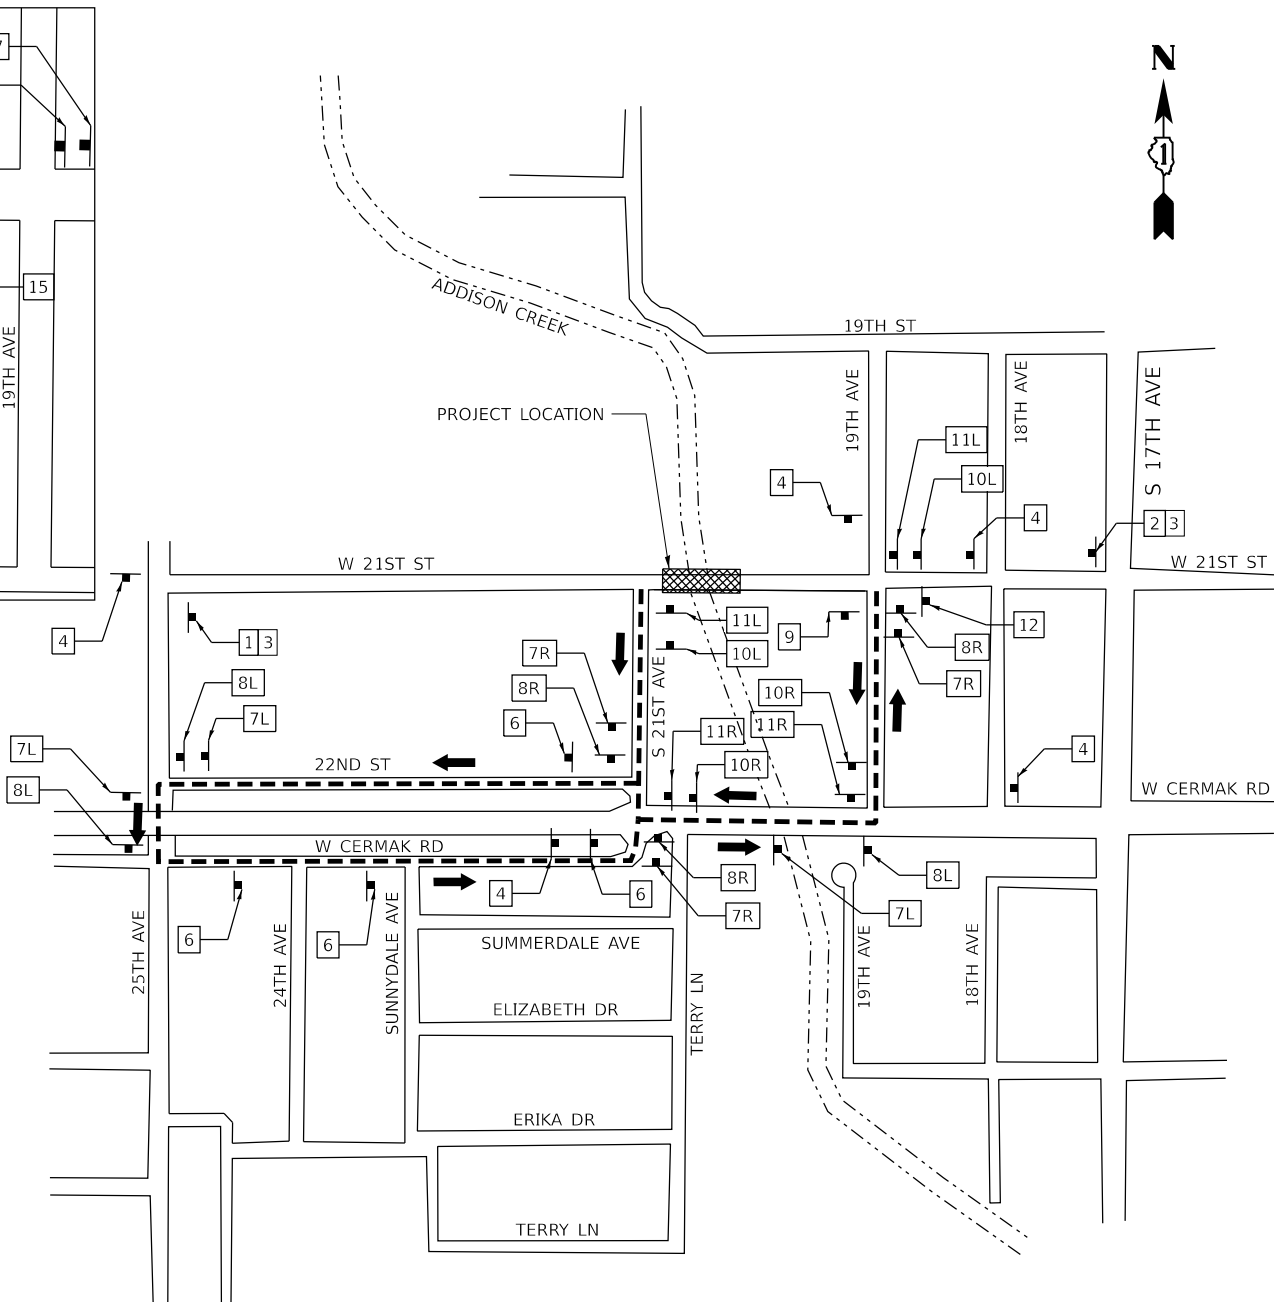 N
1
7
15
19TH AVE
ADDISON CREEK
19TH ST
19TH AVE
18TH AVE
S 17TH AVE
PROJECT LOCATION
11L
10L
4
4
2 3
W 21ST ST
W 21ST ST
4
1 3
7R
11L
9
12
10L
8R
8L
8R
10R
7R
7L
6
11R
11R
S 21ST AVE
7L
22ND ST
10R
4
8L
W CERMAK RD
W CERMAK RD
4
6
8R
8L
7R
7L
6
6
25TH AVE
24TH AVE
SUNNYDALE AVE
SUMMERDALE AVE
19TH AVE
18TH AVE
ELIZABETH DR
TERRY LN
ERIKA DR
TERRY LN